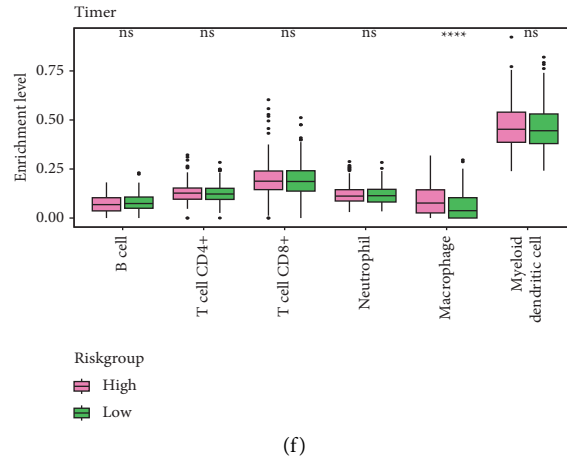 Timer
ns ns ns ns **** ns
Enrichment level
0.75
0.50
0.25
0.00
B cell
T cell CD4+
T cell CD8+
Neutrophil
Macrophage
Myeloid
dendritic cell
Riskgroup
High
Low
(f)